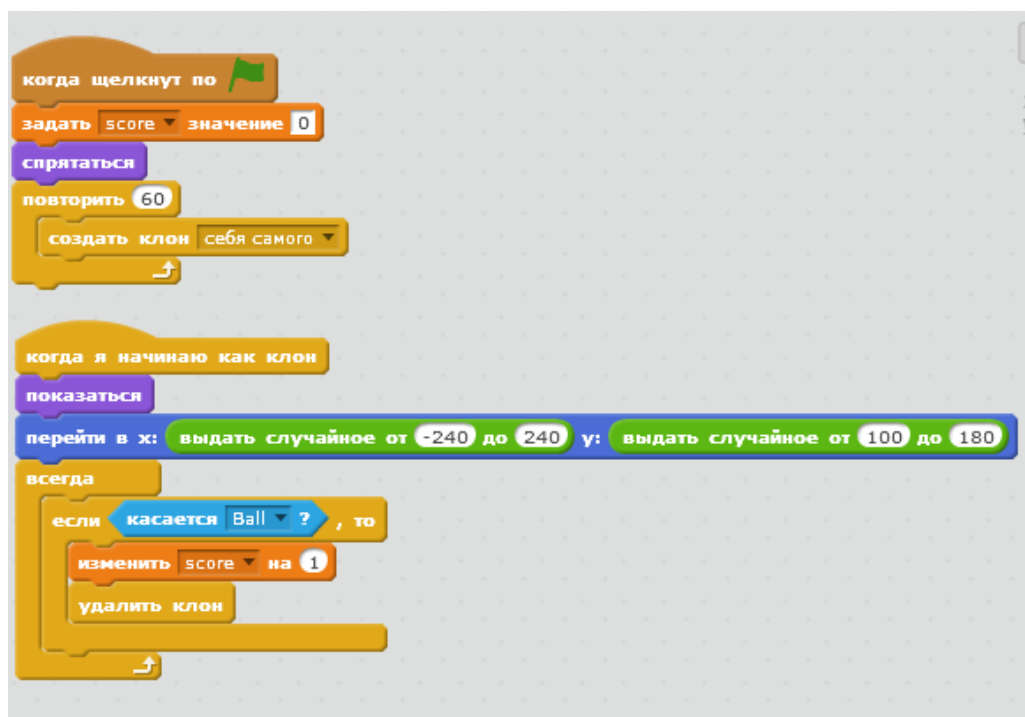 когда щелкнут по
задать score значение 0
спрятаться
повторить 60
создать клон себя самого
когда я начинаю как клон
показаться
перейти в x: выдать случайное от -240 до 240 y: выдать случайное от 100 до 180
всегда
если касается Ball ? , то
изменить score на 1
удалить клон